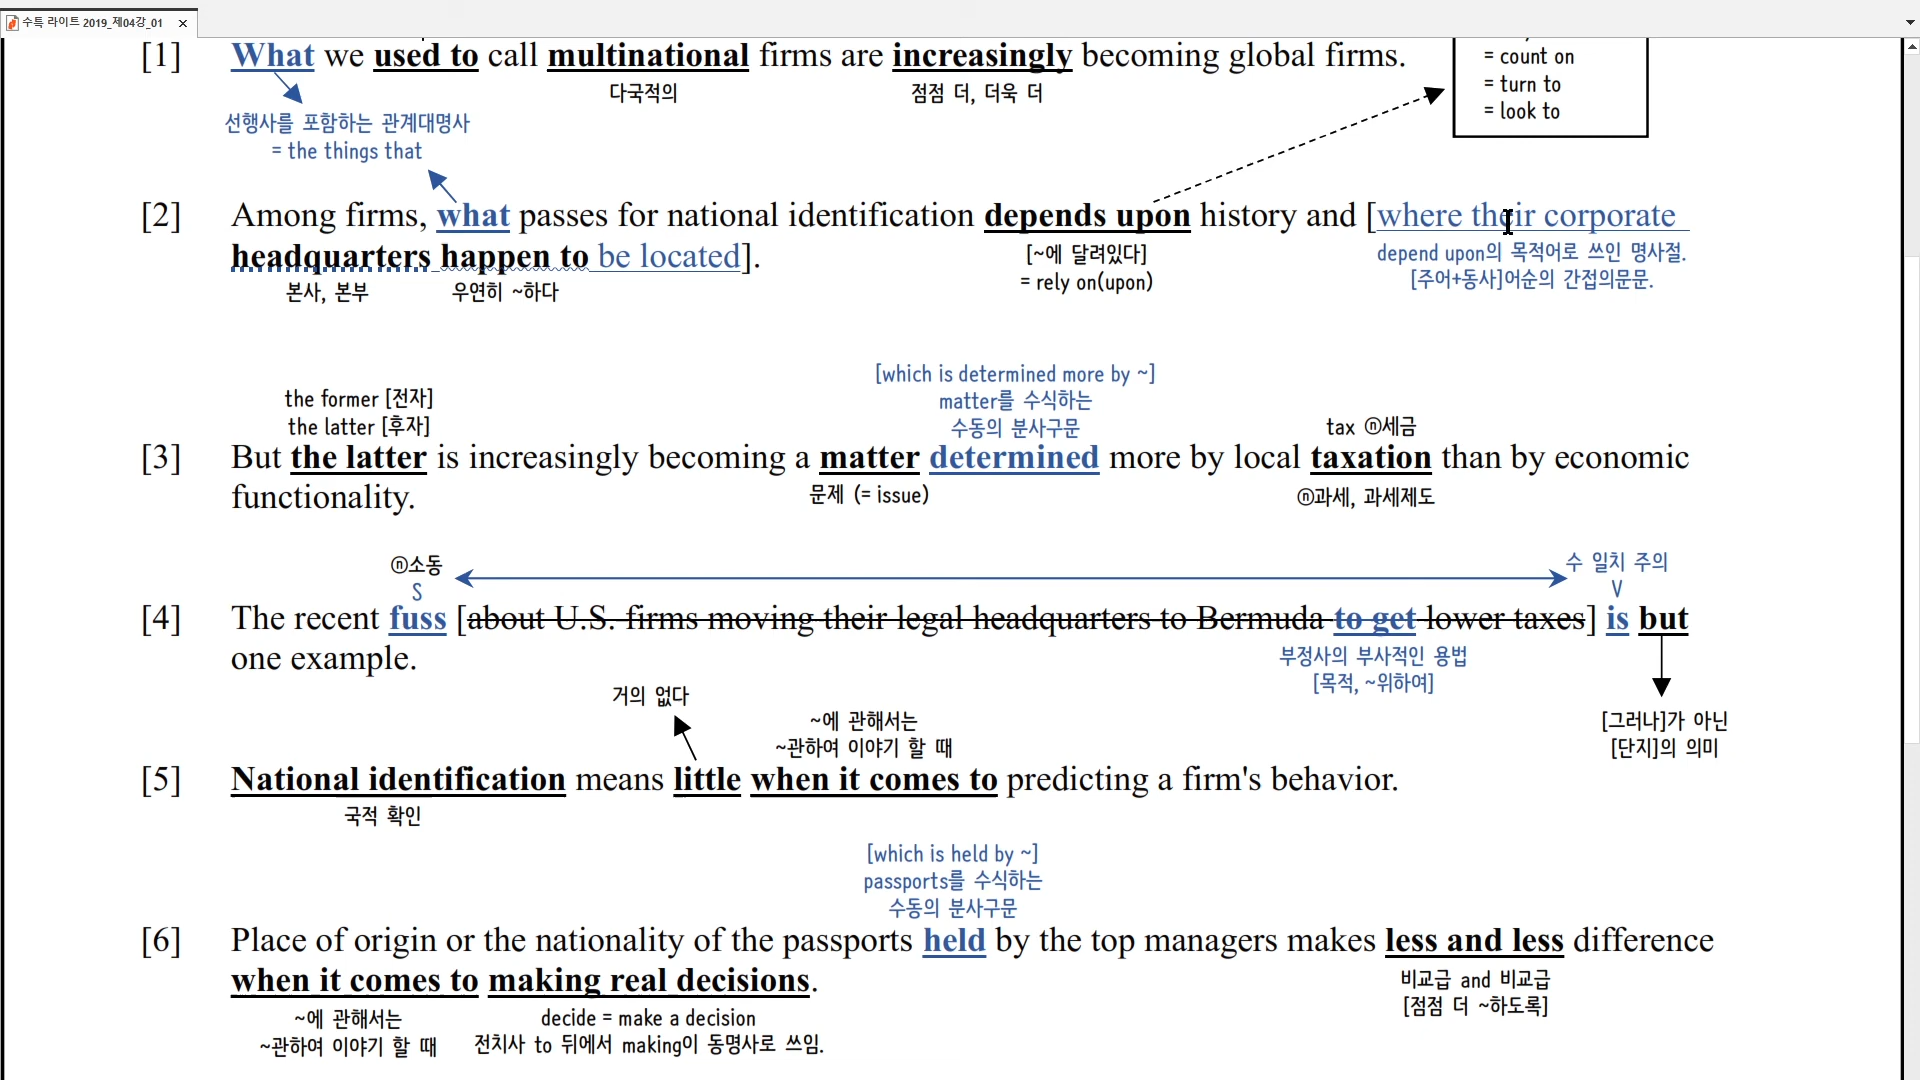 수특 라이트 2019_제04강_01
= count on
= turn to
= look to
[1] What we used to call multinational firms are increasingly becoming global firms.
다국적의 점점 더, 더욱 더
선행사를 포함하는 관계대명사
= the things that
[2] Among firms, what passes for national identification depends upon history and [where their corporate
headquarters happen to be located].
[~에 달려있다]
= rely on(upon)
depend upon의 목적어로 쓰인 명사절.
[주어+동사]어순의 간접의문문.
본사, 본부 우연히 ~하다
[which is determined more by ~]
matter를 수식하는
수동의 분사구문
the former [전자]
the latter [후자]
tax ⓝ세금
[3] But the latter is increasingly becoming a matter determined more by local taxation than by economic
functionality.
문제 (= issue) ⓝ과세, 과세제도
ⓝ소동
S
수 일치 주의
V
[4] The recent fuss [about U.S. firms moving their legal headquarters to Bermuda to get lower taxes] is but
one example.
부정사의 부사적인 용법
[목적, ~위하여]
[그러나]가 아닌
[단지]의 의미
거의 없다
~에 관해서는
~관하여 이야기 할 때
[5] National identification means little when it comes to predicting a firm's behavior.
국적 확인
[which is held by ~]
passports를 수식하는
수동의 분사구문
[6] Place of origin or the nationality of the passports held by the top managers makes less and less difference
when it comes to making real decisions.
비교급 and 비교급
[점점 더 ~하도록]
~에 관해서는
~관하여 이야기 할 때
decide = make a decision
전치사 to 뒤에서 making이 동명사로 쓰임.